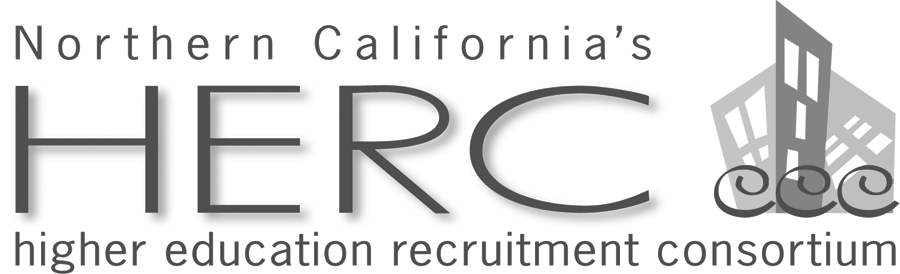 Northern California's
HERC
higher education recruitment consortium